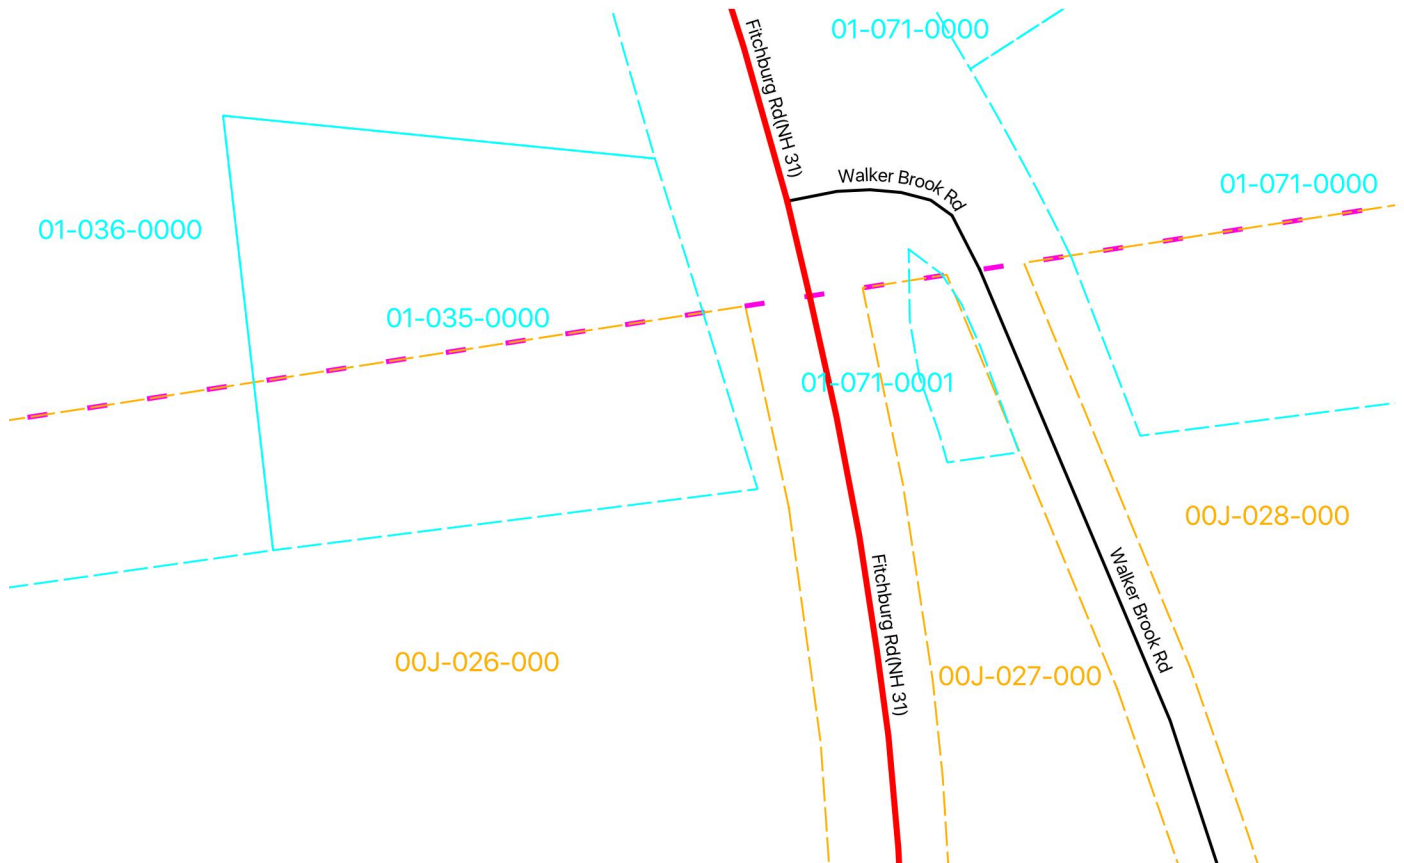 01-071-0000
Fitchburg Rd(NH 31)
Walker Brook Rd
01-071-0000
01-036-0000
01-035-0000
01-071-0001
00J-028-000
Fitchburg Rd(NH 31)
Walker Brook Rd
00J-026-000
00J-027-000